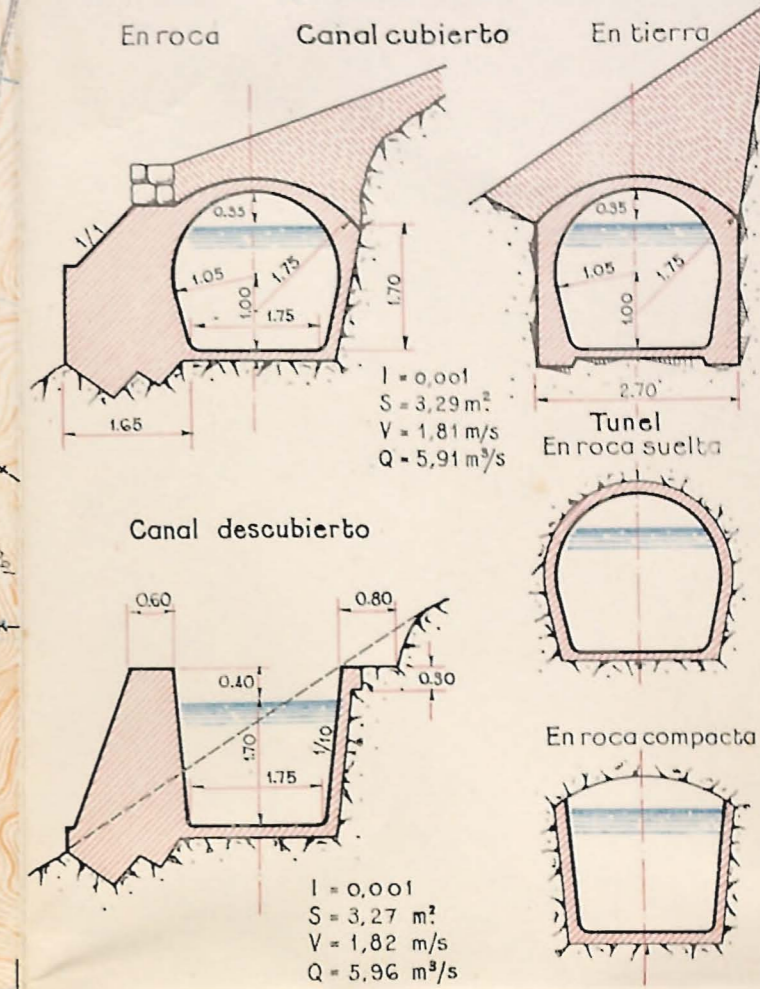 En roca
Canal cubierto
En tierra
0.35
1/1
1.05
1.75
1.00
1.75
1.70
1.65
0.35
1.05
1.75
1.00
2.70
I = 0,001
S = 3,29 m²
V = 1,81 m/s
Q = 5,91 m³/s
Tunel
En roca suelta
Canal descubierto
0.60
0.80
0.40
0.30
1.70
1/10
1.75
En roca compacta
I = 0,001
S = 3,27 m²
V = 1,82 m/s
Q = 5,96 m³/s